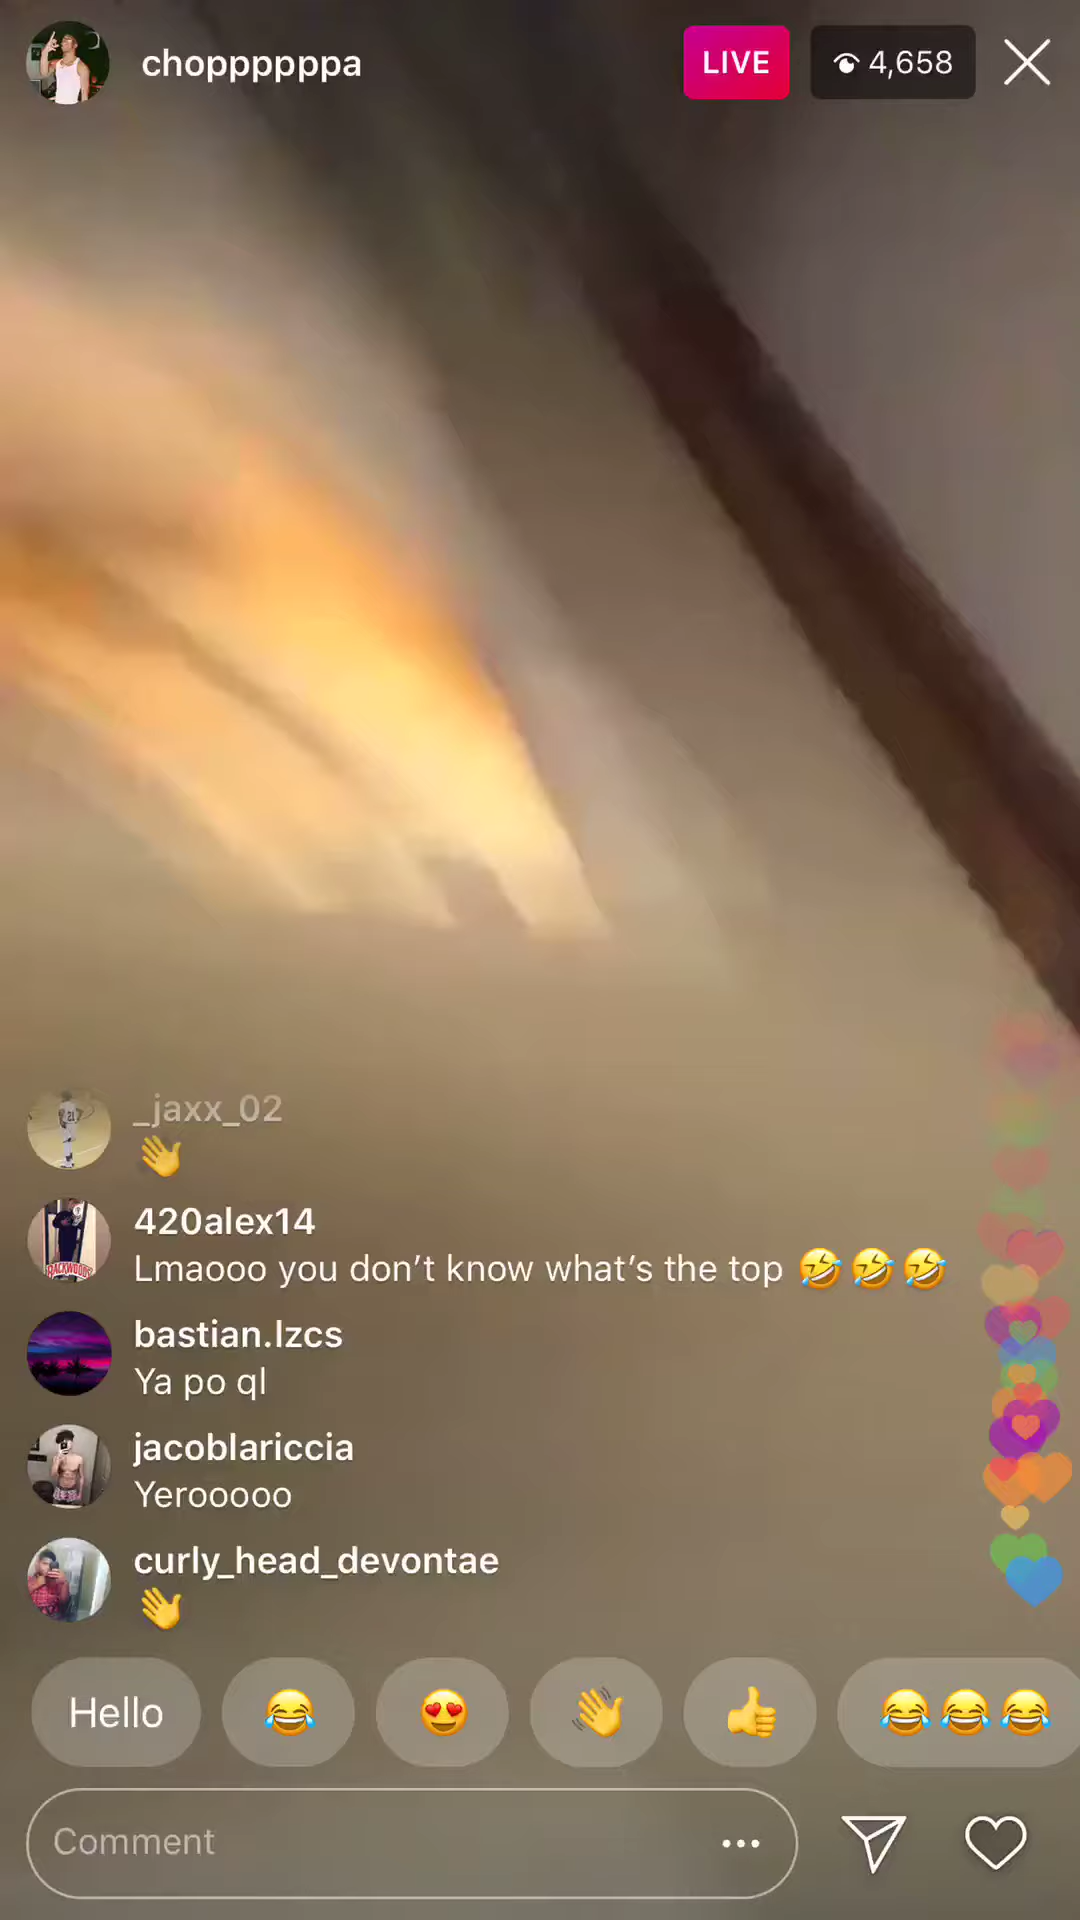 choppppppa
LIVE
4,658
_jaxx_02
👋
420alex14
Lmaooo you don’t know what’s the top 🤣🤣🤣
bastian.lzcs
Ya po ql
jacoblariccia
Yerooooo
curly_head_devontae
👋
Hello 😂 😍 👋 👍 😂😂😂
Comment